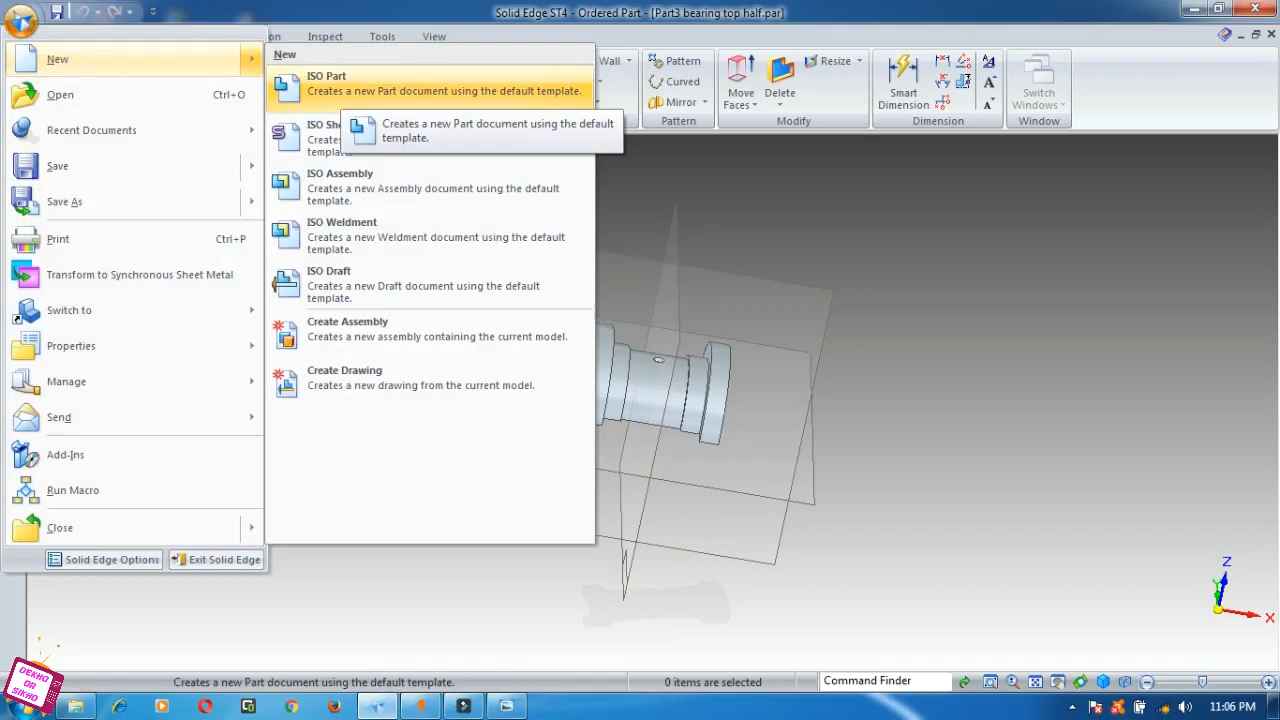 Solid Edge ST4 - Ordered Part - [Part3 bearing top half.par]
Inspect Tools View
New
Open Ctrl+O
Recent Documents
Save
Save As
Print Ctrl+P
Transform to Synchronous Sheet Metal
Switch to
Properties
Manage
Send
Add-Ins
Run Macro
Close
Solid Edge Options Exit Solid Edge
New
ISO Part
Creates a new Part document using the default template.
Creates a new Part document using the default
template.
ISO
ISO Assembly
Creates a new Assembly document using the default
template.
ISO Weldment
Creates a new Weldment document using the default
template.
ISO Draft
Creates a new Draft document using the default
template.
Create Assembly
Creates a new assembly containing the current model.
Create Drawing
Creates a new drawing from the current model.
Wall
Pattern
Curved
Mirror
Pattern
Move
Faces
Delete
Resize
Modify
Smart
Dimension
Dimension
Switch
Windows
Window
Z
Y
X
DEKHO
OR
SIKHO
Creates a new Part document using the default template.
0 items are selected
Command Finder
11:06 PM